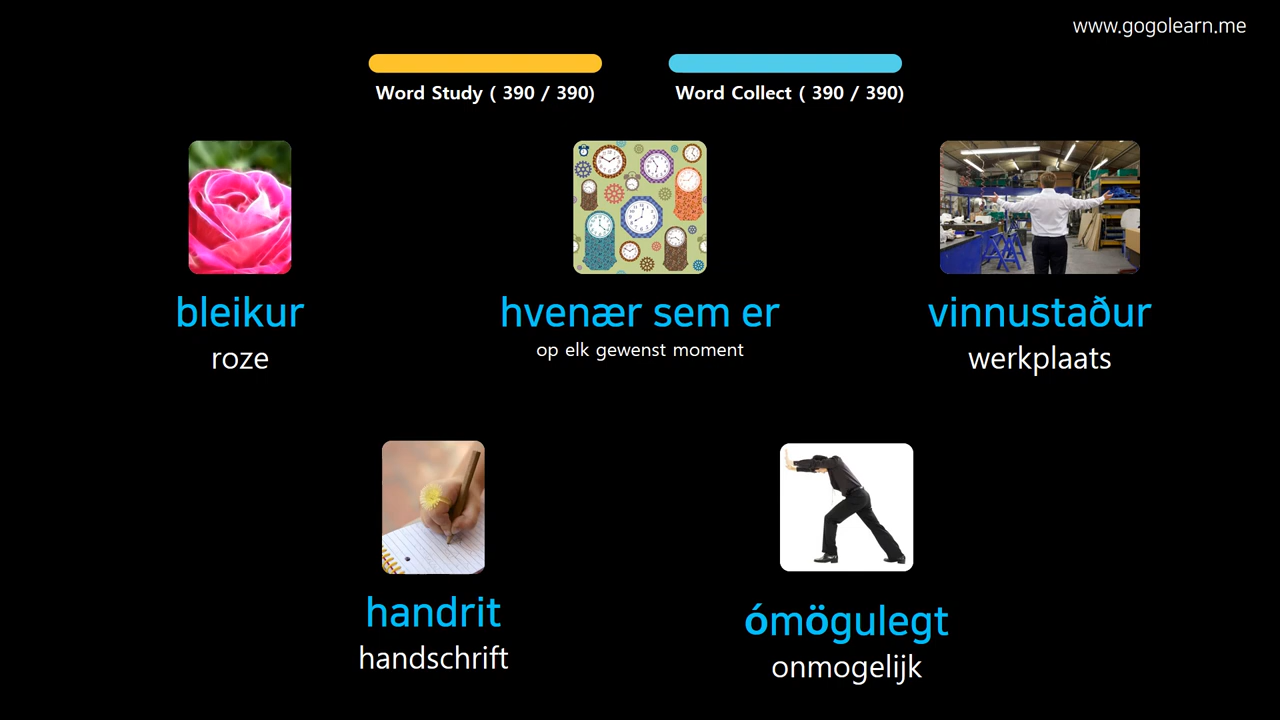 www.gogolearn.me
Word Study ( 390 / 390)
Word Collect ( 390 / 390)
bleikur
roze
hvenær sem er
op elk gewenst moment
vinnustaður
werkplaats
handrit
handschrift
ómögulegt
onmogelijk